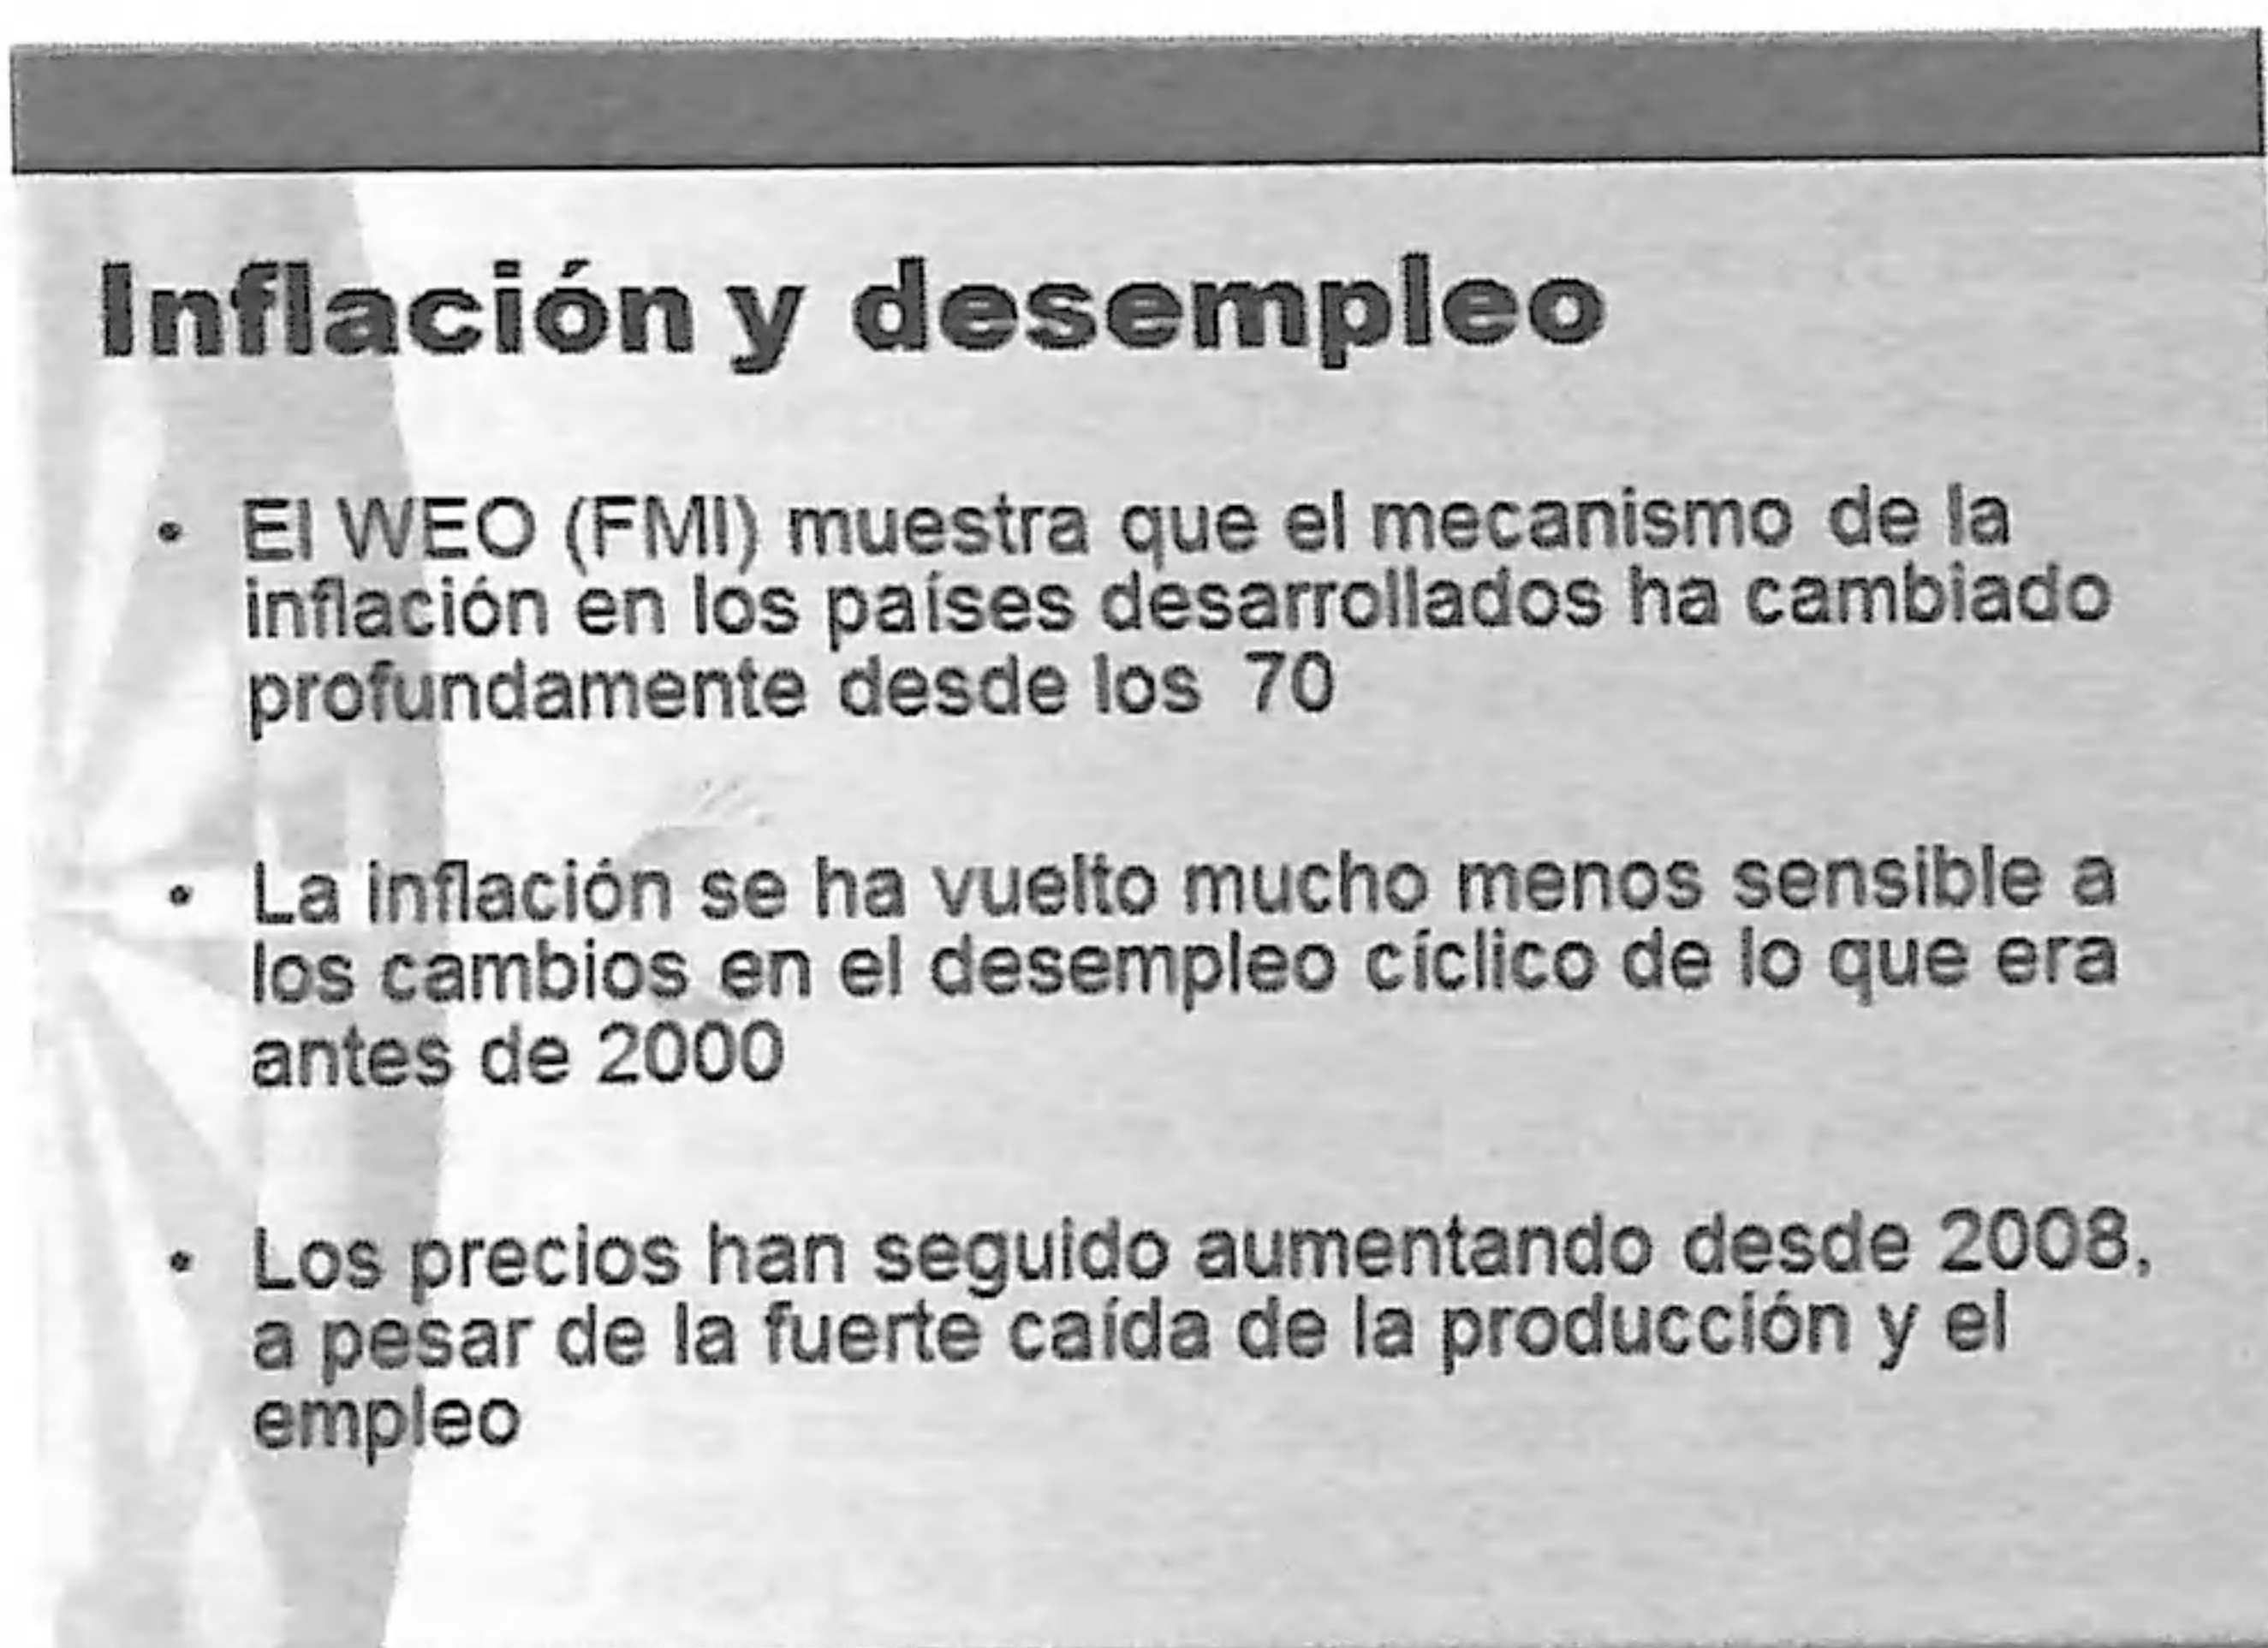 Inflación y desempleo
• El WEO (FMI) muestra que el mecanismo de la
inflación en los países desarrollados ha cambiado
profundamente desde los 70
• La inflación se ha vuelto mucho menos sensible a
los cambios en el desempleo cíclico de lo que era
antes de 2000
• Los precios han seguido aumentando desde 2008,
a pesar de la fuerte caída de la producción y el
empleo